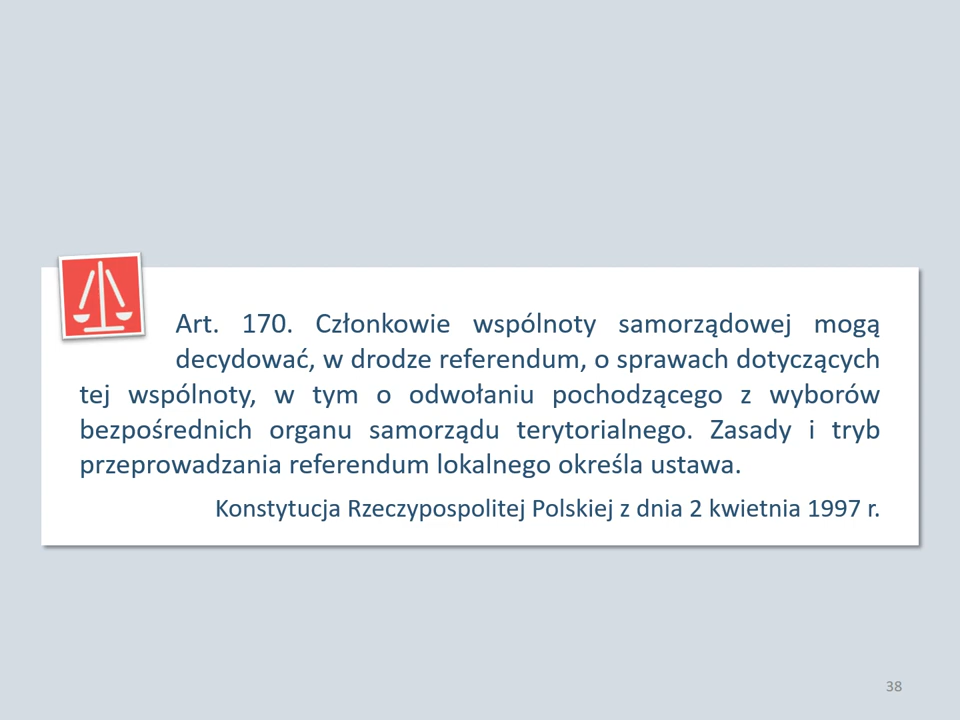 Art. 170. Członkowie wspólnoty samorządowej mogą
decydować, w drodze referendum, o sprawach dotyczących
tej wspólnoty, w tym o odwołaniu pochodzącego z wyborów
bezpośrednich organu samorządu terytorialnego. Zasady i tryb
przeprowadzania referendum lokalnego określa ustawa.
Konstytucja Rzeczypospolitej Polskiej z dnia 2 kwietnia 1997 r.
38